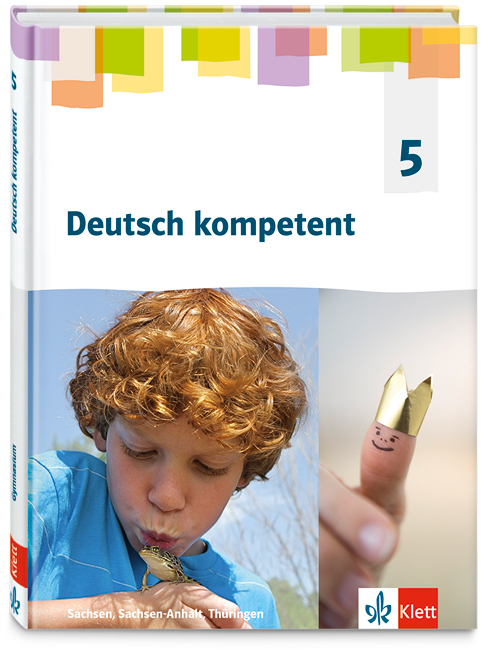 5
Deutsch kompetent
Sachsen, Sachsen-Anhalt, Thüringen
Klett
Deutsch kompetent
5
Gymnasium
Klett